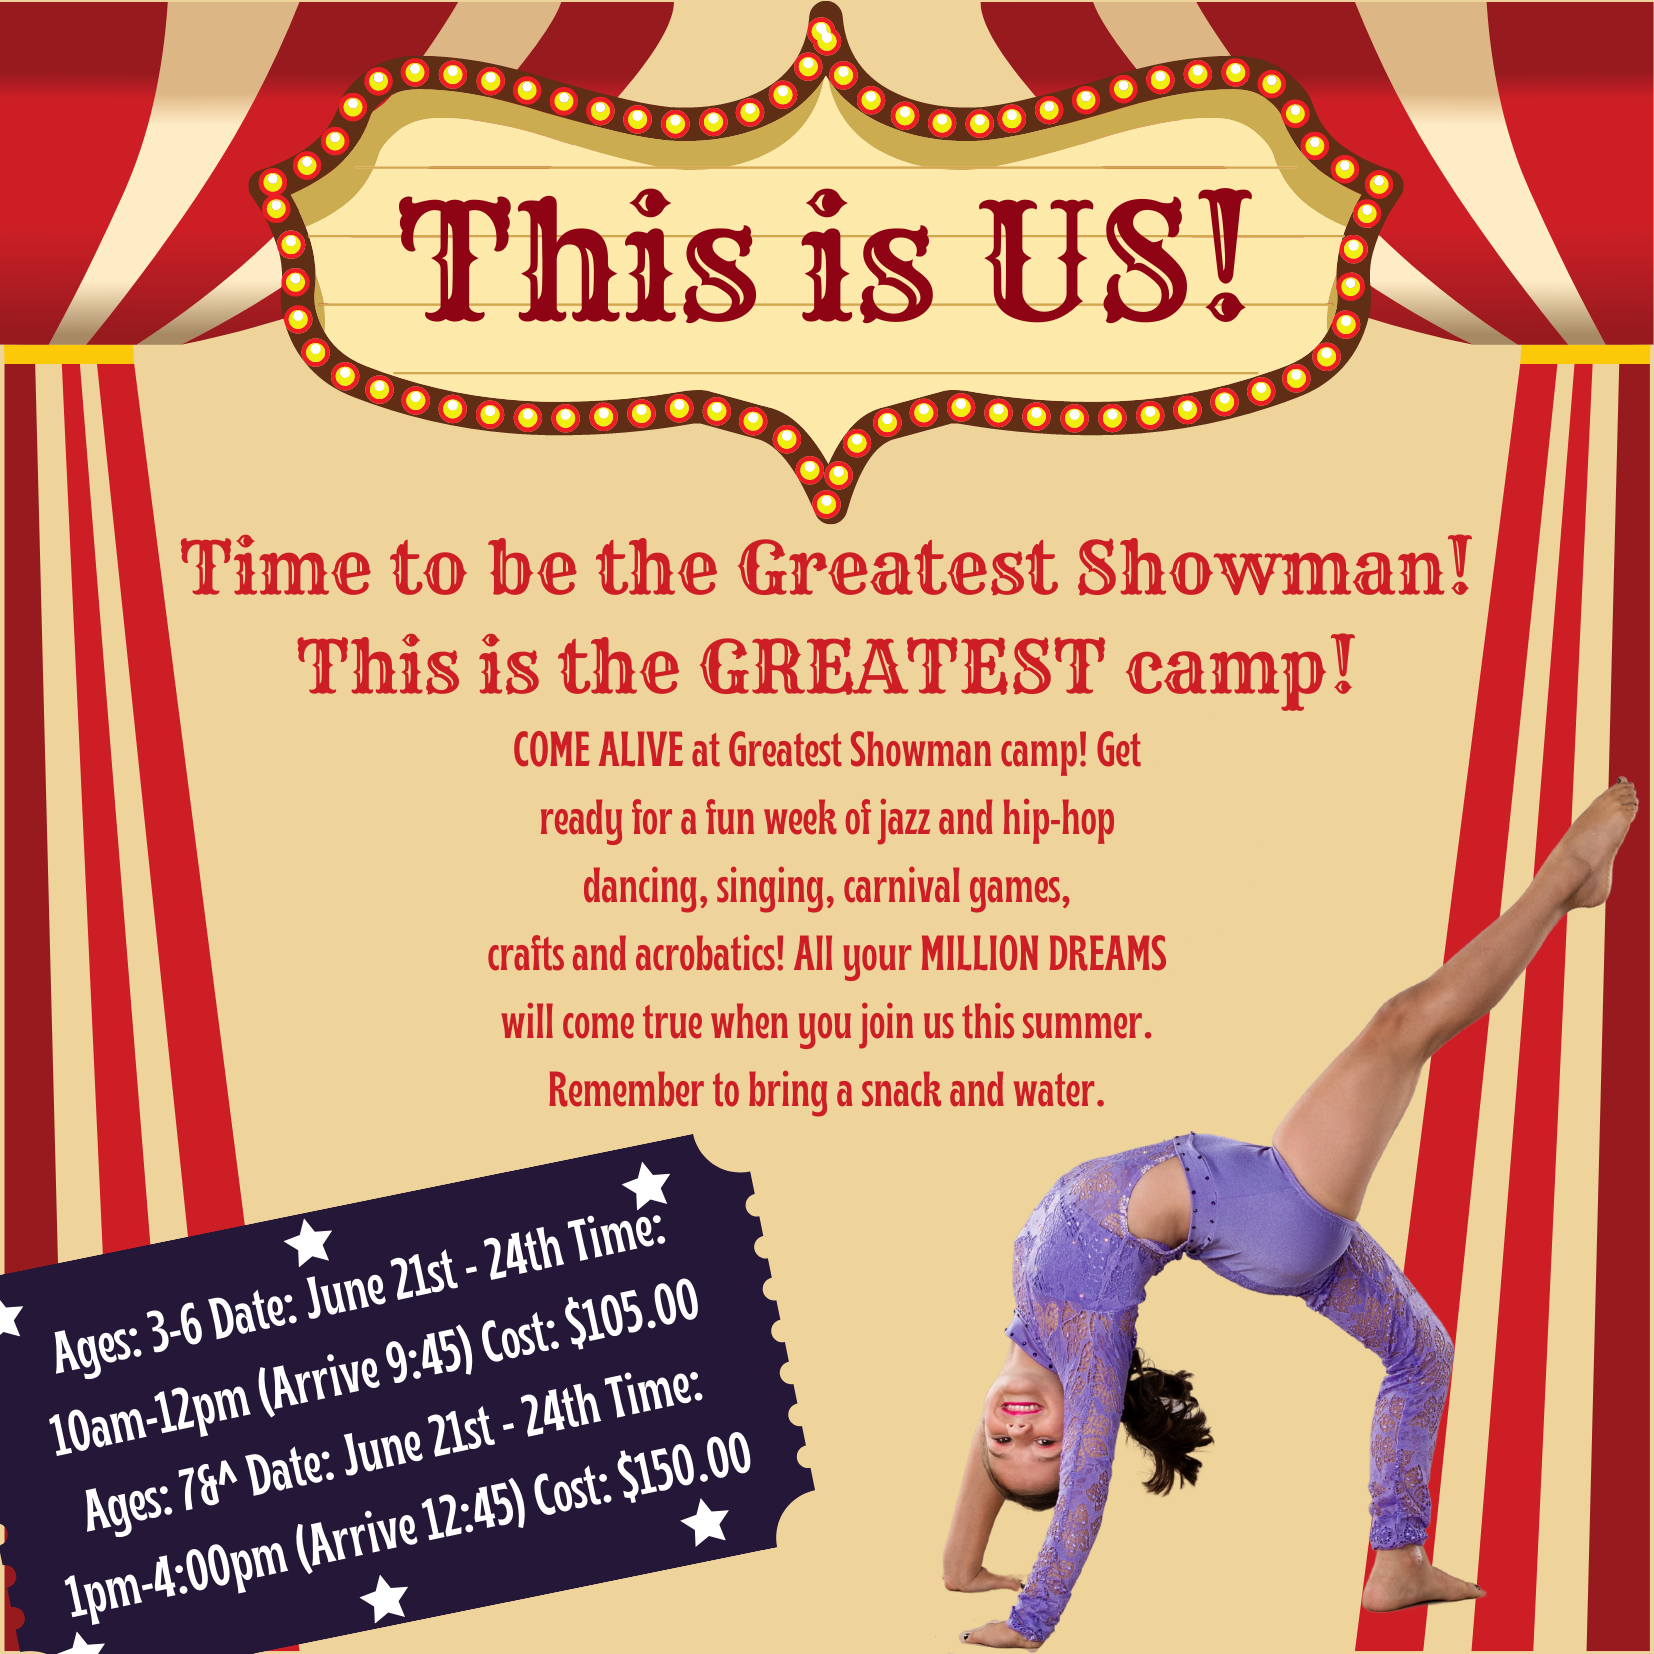 This is US!
Time to be the Greatest Showman!
This is the GREATEST camp!
COME ALIVE at Greatest Showman camp! Get
ready for a fun week of jazz and hip-hop
dancing, singing, carnival games,
crafts and acrobatics! All your MILLION DREAMS
will come true when you join us this summer.
Remember to bring a snack and water.
Ages: 3-6 Date: June 21st - 24th Time:
10am-12pm (Arrive 9:45) Cost: $105.00
Ages: 7&^ Date: June 21st - 24th Time:
1pm-4:00pm (Arrive 12:45) Cost: $150.00